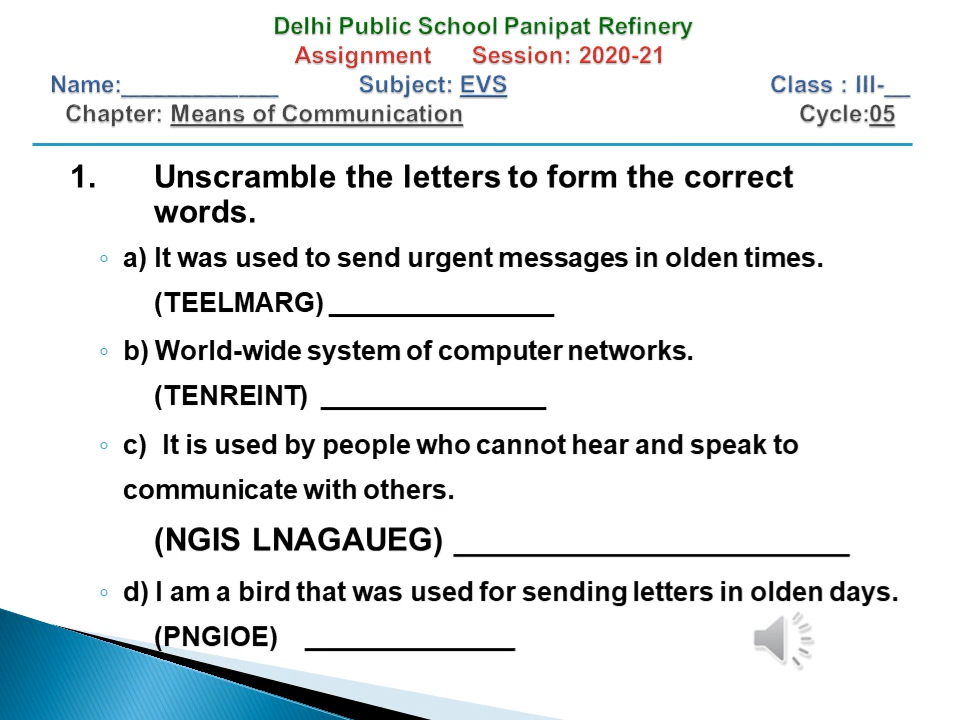 Delhi Public School Panipat Refinery
Assignment Session: 2020-21
Name:____________ Subject: EVS Class : III-__
Chapter: Means of Communication Cycle:05
1. Unscramble the letters to form the correct
words.
a) It was used to send urgent messages in olden times.
(TEELMARG) _______________
b) World-wide system of computer networks.
(TENREINT) _______________
c) It is used by people who cannot hear and speak to
communicate with others.
(NGIS LNAGAUEG) ______________________
d) I am a bird that was used for sending letters in olden days.
(PNGIOE) ______________